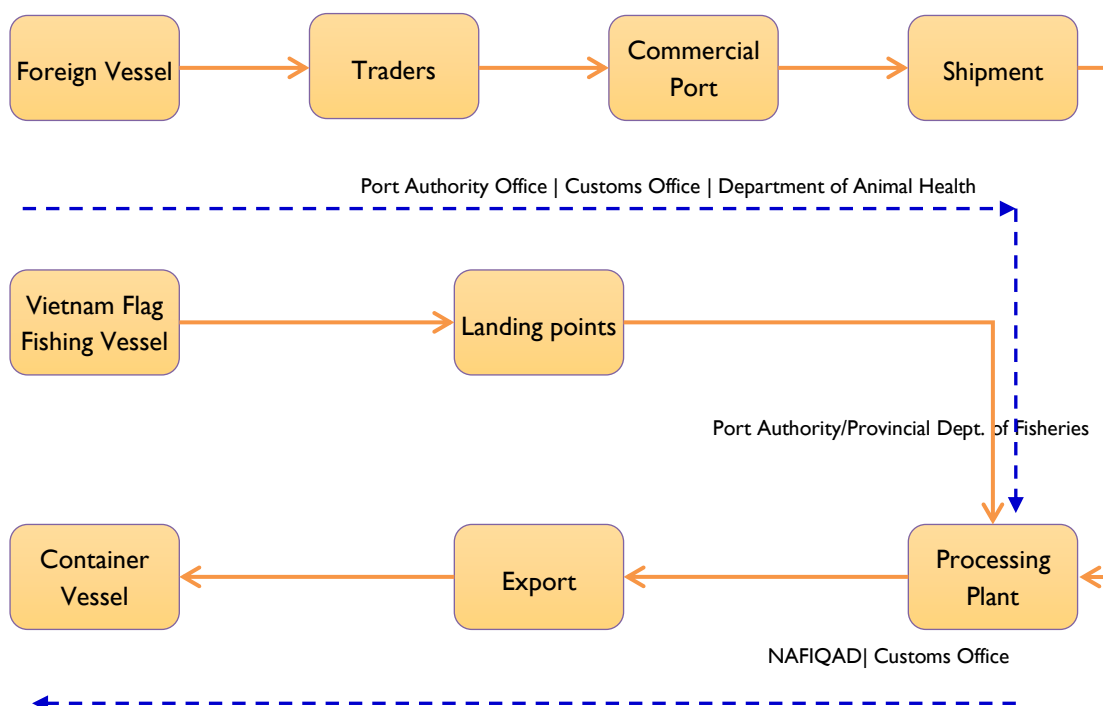 Foreign Vessel
Traders
Commercial
Port
Shipment
Port Authority Office | Customs Office | Department of Animal Health
Vietnam Flag
Fishing Vessel
Landing points
Port Authority/Provincial Dept. of Fisheries
Container
Vessel
Export
Processing
Plant
NAFIQAD| Customs Office